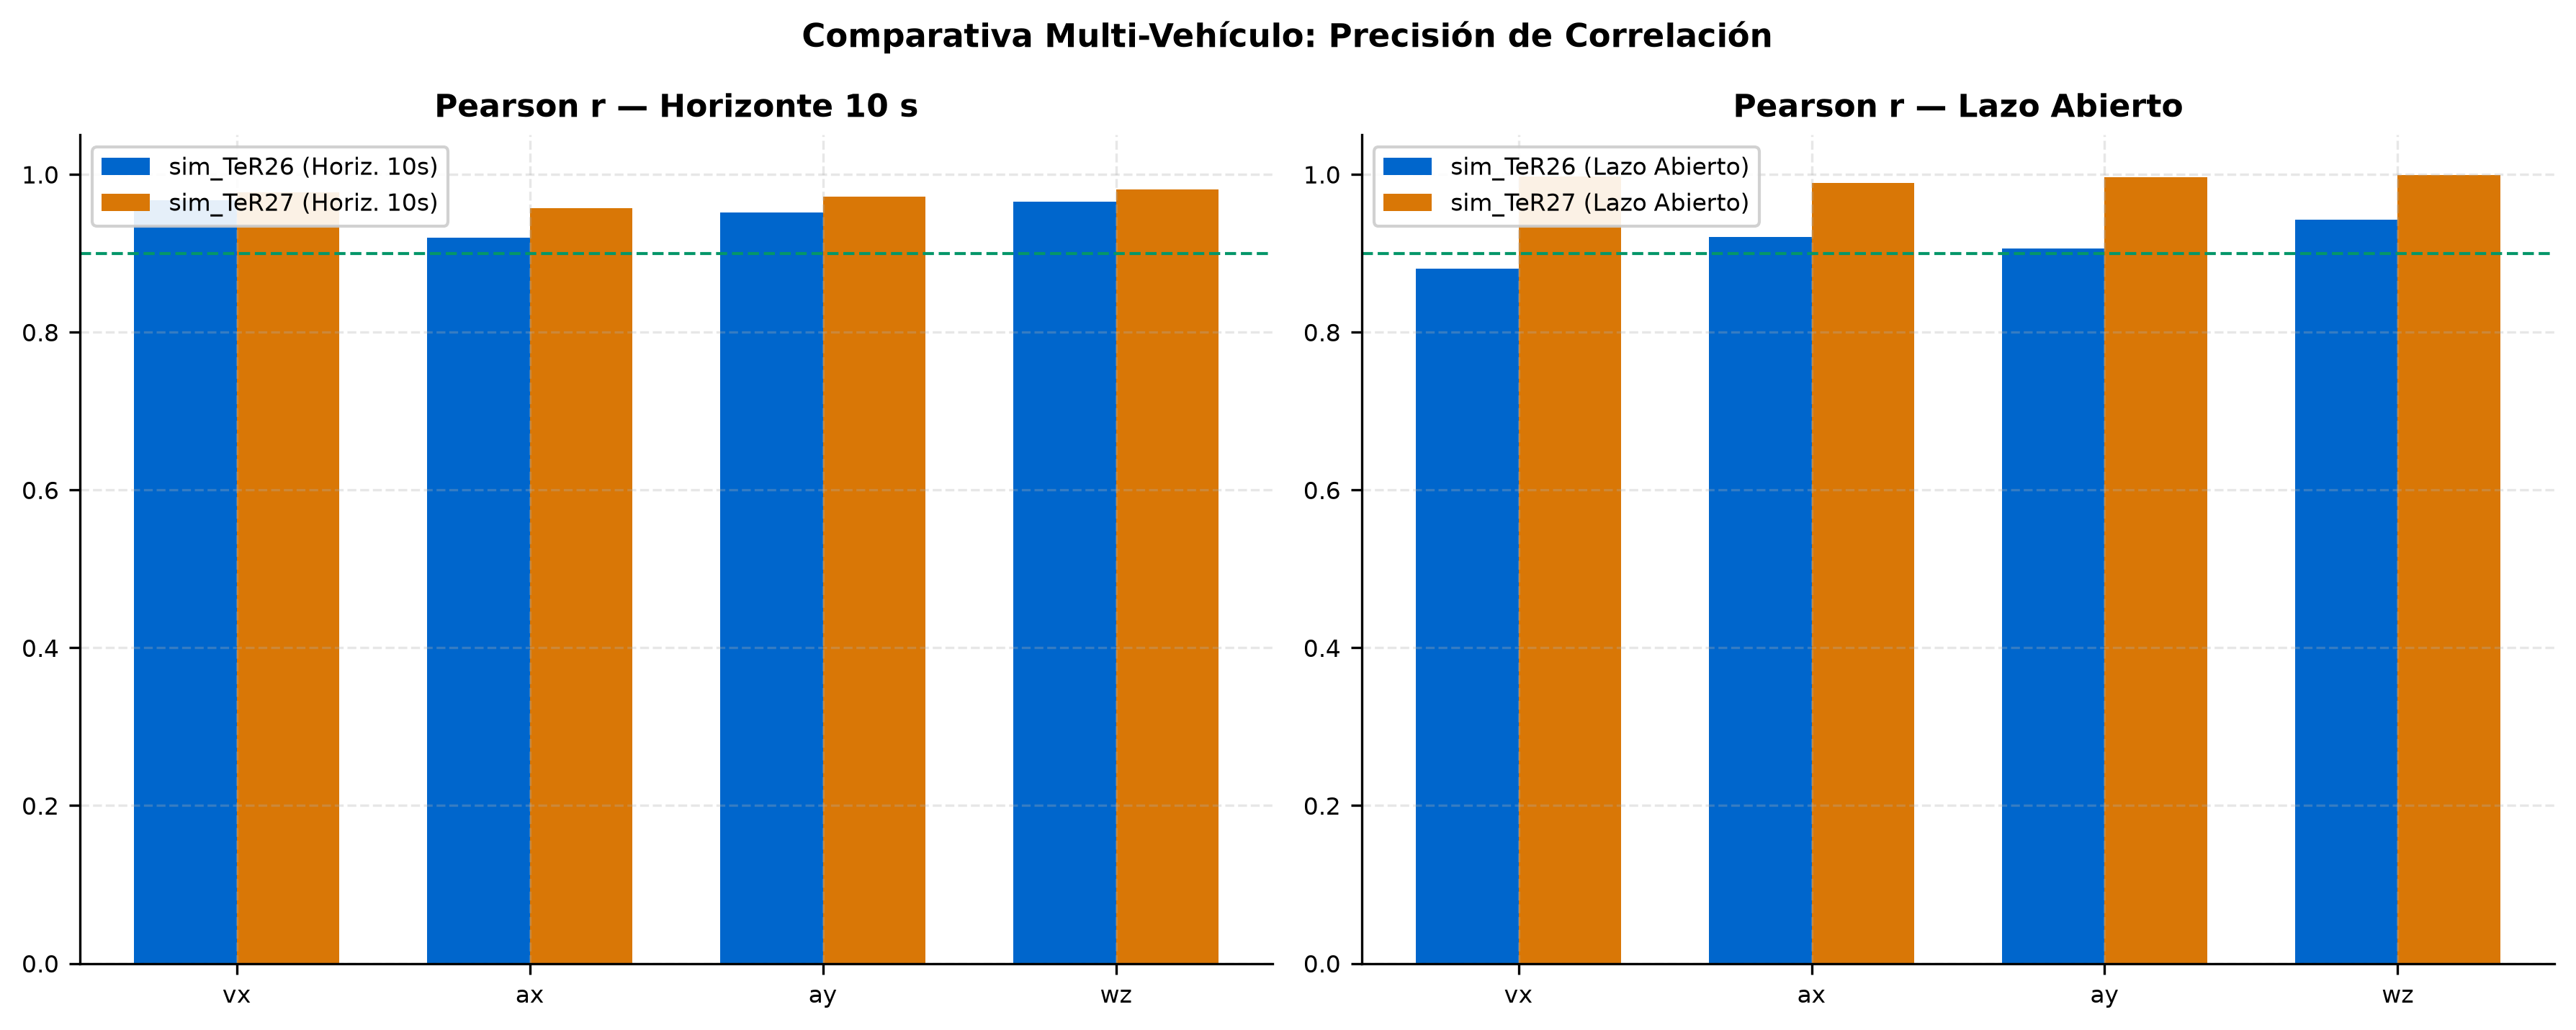 Comparativa Multi-Vehículo: Precisión de Correlación
Pearson r — Horizonte 10 s
sim_TeR26 (Horiz. 10s)
sim_TeR27 (Horiz. 10s)
1.0
0.8
0.6
0.4
0.2
0.0
vx
ax
ay
wz
Pearson r — Lazo Abierto
sim_TeR26 (Lazo Abierto)
sim_TeR27 (Lazo Abierto)
1.0
0.8
0.6
0.4
0.2
0.0
vx
ax
ay
wz